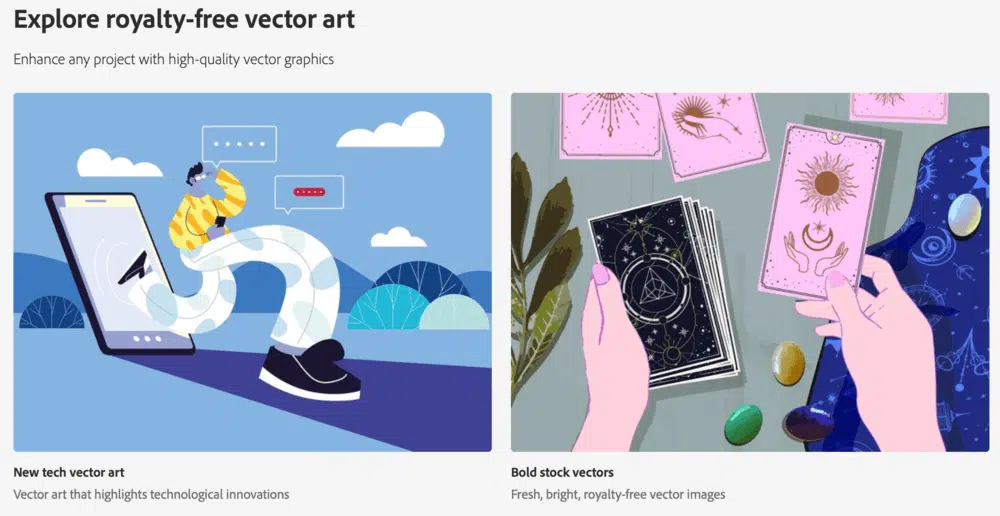 Explore royalty-free vector art
Enhance any project with high-quality vector graphics
New tech vector art
Vector art that highlights technological innovations
Bold stock vectors
Fresh, bright, royalty-free vector images